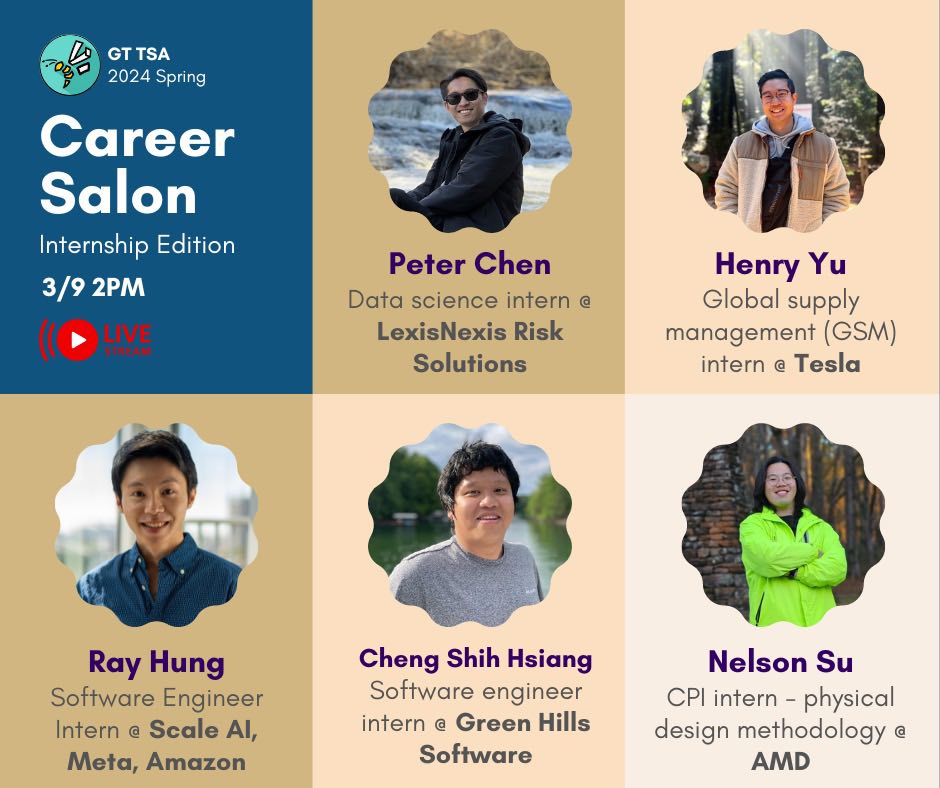 GT TSA
2024 Spring
Career
Salon
Internship Edition
3/9 2PM
LIVE
STREAM
Peter Chen
Data science intern @
LexisNexis Risk
Solutions
Henry Yu
Global supply
management (GSM)
intern @ Tesla
Ray Hung
Software Engineer
Intern @ Scale AI,
Meta, Amazon
Cheng Shih Hsiang
Software engineer
intern @ Green Hills
Software
Nelson Su
CPI intern - physical
design methodology @
AMD